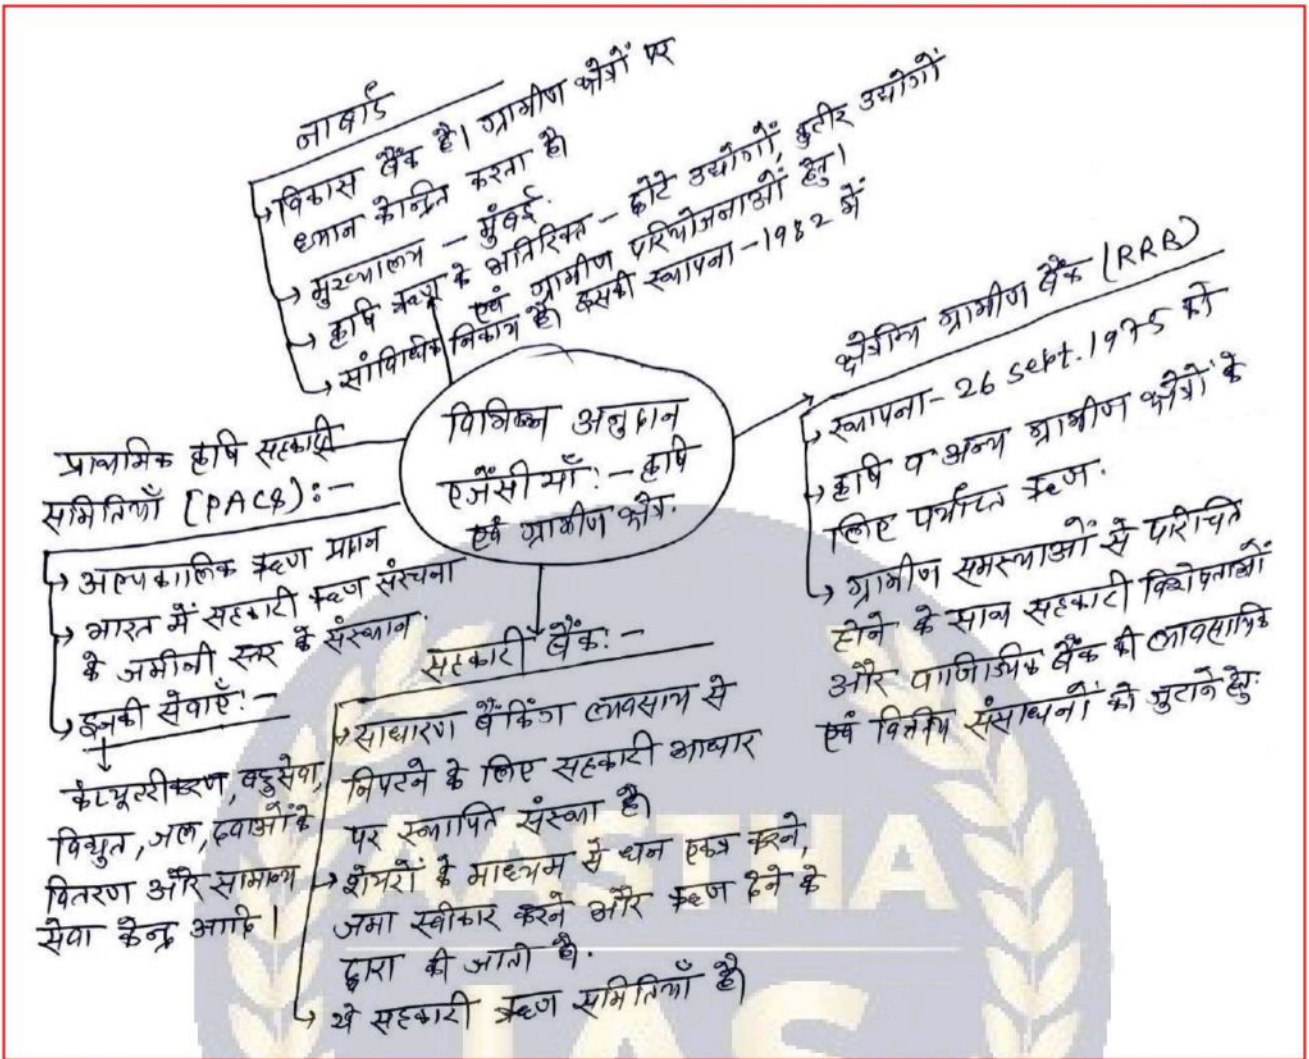 नाबार्ड
→ विकास बैंक है। ग्रामीण क्षेत्रों पर
ध्यान केन्द्रित करता है।
→ मुख्यालय - मुंबई.
→ कृषि ऋण के अतिरिक्त - छोटे उद्योगों, कुटीर उद्योगों
एवं ग्रामीण परियोजनाओं हेतु।
→ सांविधिक निकाय है। इसकी स्थापना - 1982 में
विभिन्न अनुदान
एजेंसीयाँ:- कृषि
एवं ग्रामीण क्षेत्र.
क्षेत्रीय ग्रामीण बैंक (RRB)
→ स्थापना - 26 sept. 1975 को
→ कृषि व अन्य ग्रामीण क्षेत्रों के
लिए पर्याप्त ऋण.
→ ग्रामीण समस्याओं से परिचित
होने के साथ सहकारी विशेषताओं
और वाणिज्यिक बैंक की व्यावसायिक
एवं वित्तीय संसाधनों को जुटाने हेतु.
प्राथमिक कृषि सहकारी
समितियाँ (PACS):-
→ अल्पकालिक ऋण प्रदान
→ भारत में सहकारी ऋण संरचना
के जमीनी स्तर के संस्थान.
→ इनकी सेवाएँ:-
कंप्यूटरीकरण, बहुसेवा,
विद्युत, जल, दवाओं के
वितरण और सामान्य
सेवा केन्द्र आदि।
सहकारी बैंक:-
→ साधारण बैंकिंग व्यवसाय से
निपटने के लिए सहकारी आधार
पर स्थापित संस्था है।
→ शेयरों के माध्यम से धन एकत्र करने,
जमा स्वीकार करने और ऋण देने के
द्वारा की जाती है.
→ ये सहकारी ऋण समितियाँ है।
AASTHA
IAS